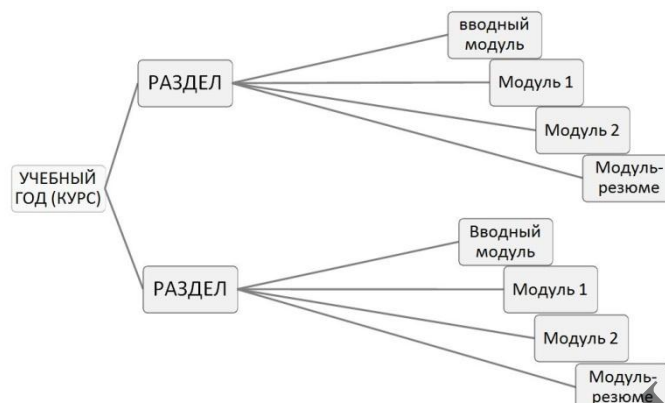 вводный
модуль
РАЗДЕЛ
Модуль 1
Модуль 2
Модуль-
резюме
УЧЕБНЫЙ
ГОД (КУРС)
Вводный
модуль
РАЗДЕЛ
Модуль 1
Модуль 2
Модуль-
резюме